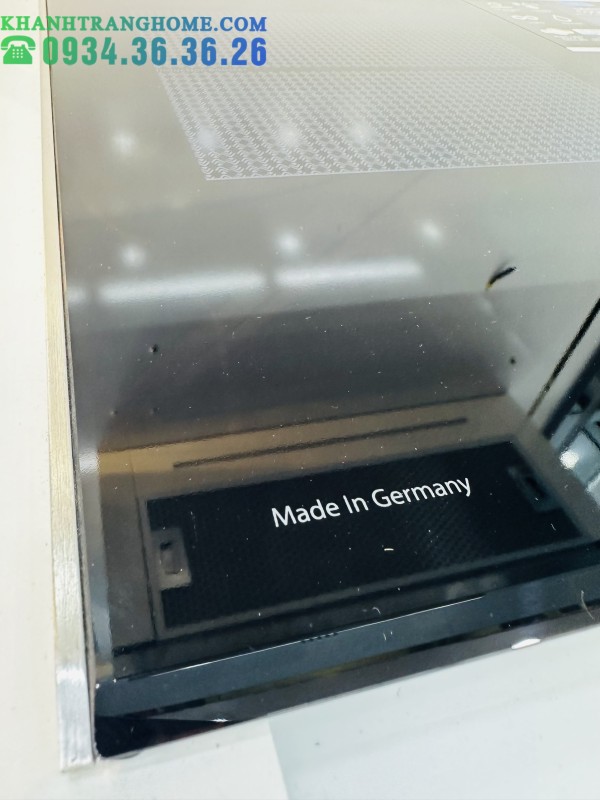 KHANHTRANGHOME.COM
☎0934.36.36.26
Made In Germany